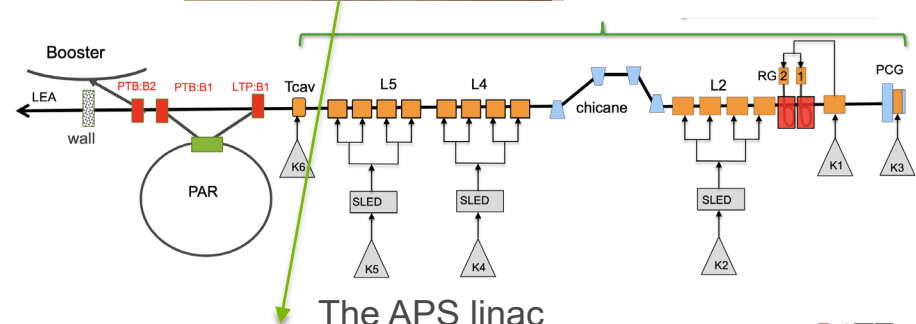 Booster
PTB:B2
PTB:B1
LTP:B1
Tcav
L5
L4
L2
RG
2
1
PCG
LEA
chicane
wall
PAR
K6
K1
K3
SLED
SLED
SLED
K5
K4
K2
The APS linac